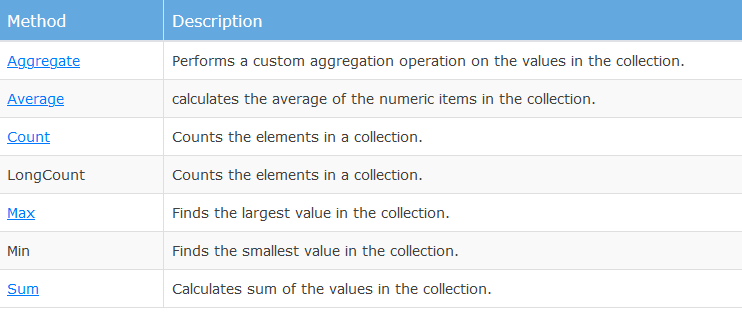 Method Description
Aggregate Performs a custom aggregation operation on the values in the collection.
Average calculates the average of the numeric items in the collection.
Count Counts the elements in a collection.
LongCount Counts the elements in a collection.
Max Finds the largest value in the collection.
Min Finds the smallest value in the collection.
Sum Calculates sum of the values in the collection.